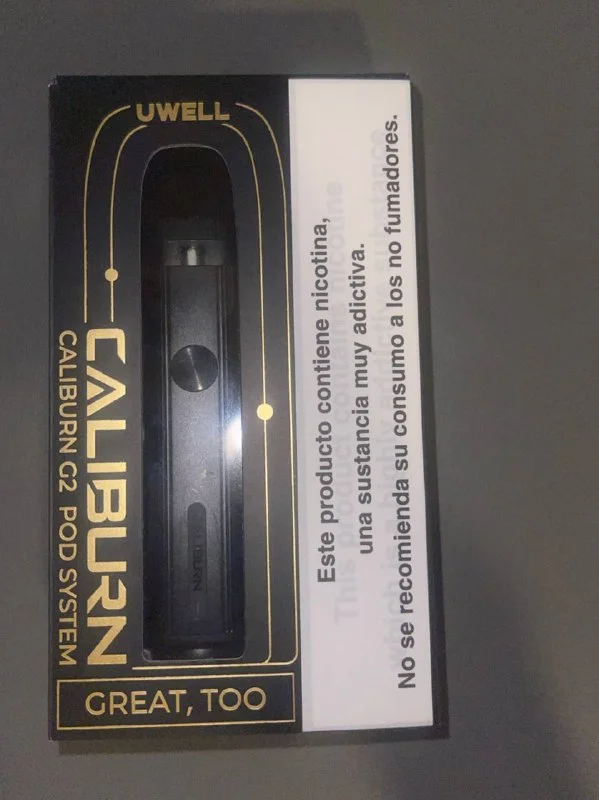 UWELL
CALIBURN
CALIBURN G2 POD SYSTEM
GREAT, TOO
Este producto contiene nicotina,
una sustancia muy adictiva.
No se recomienda su consumo a los no fumadores.